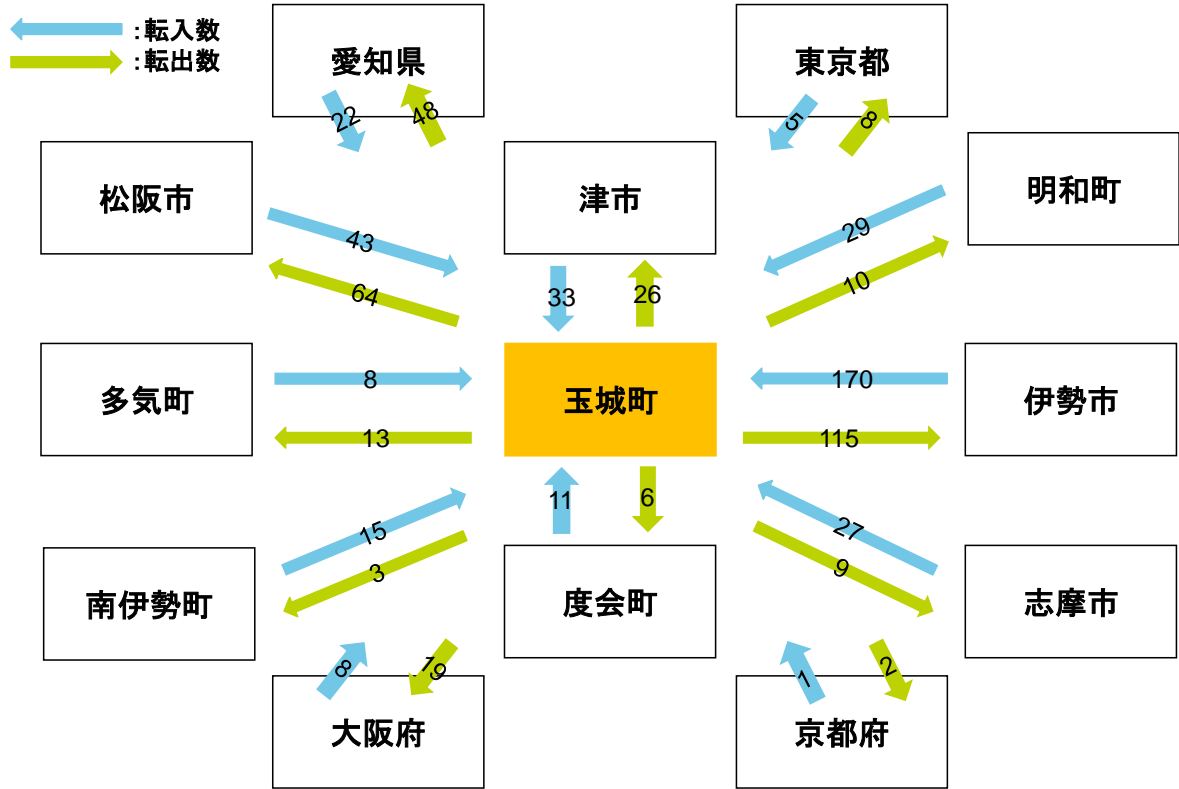 :転入数
:転出数
愛知県
東京都
22
48
5
8
松阪市
津市
明和町
43
64
33
26
29
10
多気町
玉城町
伊勢市
8
13
170
115
11
6
15
3
27
9
南伊勢町
度会町
志摩市
8
19
1
2
大阪府
京都府